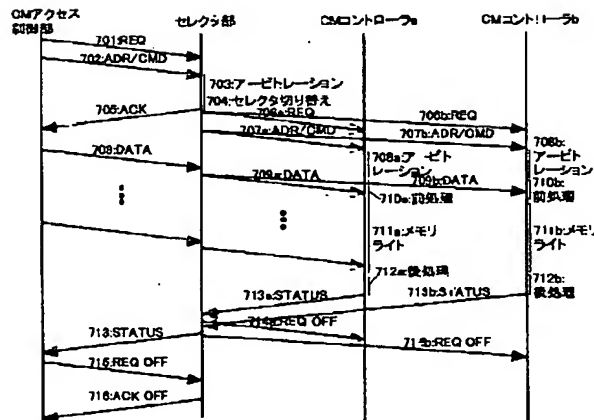 CMアクセス
制御部
セレクタ部
CMコントローラa
CMコントローラb
701:REQ
702:ADR/CMD
703:アービトレーション
704:セレクタ切り替え
705:ACK
706a:REQ
706b:REQ
707a:ADR/CMD
707b:ADR/CMD
708:DATA
708a:アービト
レーション
708b:
アービト
レーション
709a:DATA
709b:DATA
710a:前処理
710b:
前処理
711a:メモリ
ライト
711b:メモリ
ライト
712a:後処理
712b:
後処理
713a:STATUS
713b:STATUS
713:STATUS
714a:REQ OFF
714b:REQ OFF
715:REQ OFF
716:ACK OFF